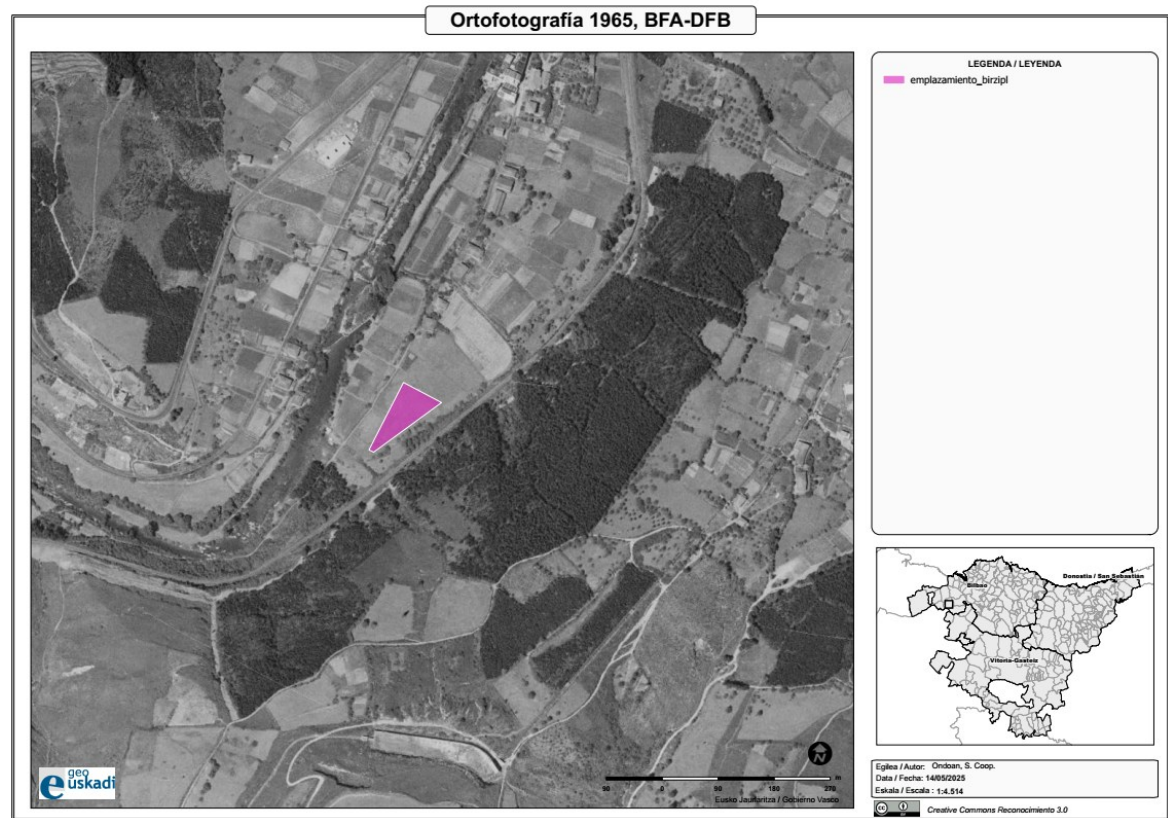 Ortofotografía 1965, BFA-DFB
LEGENDA / LEYENDA
emplazamiento_birzipl
Bilbao
Donostia / San Sebastián
Vitoria-Gasteiz
geo
euskadi
N
90 0 90 180 270
m
Eusko Jaurlaritza / Gobierno Vasco
Egilea / Autor: Ondoan, S. Coop.
Data / Fecha: 14/05/2025
Eskala / Escala : 1:4.514
cc
BY
Creative Commons Reconocimiento 3.0